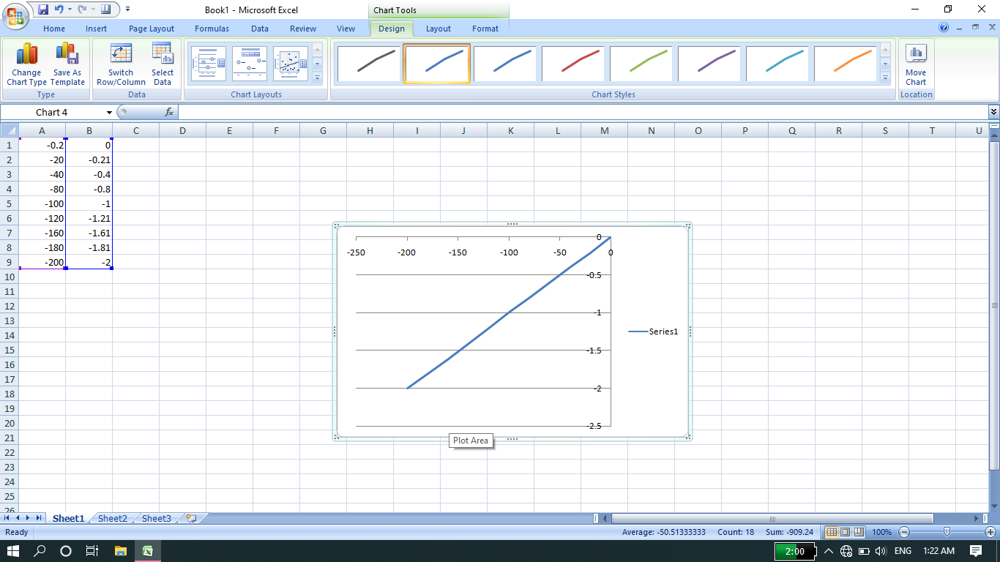 Book1 - Microsoft Excel
Chart Tools
Home Insert Page Layout Formulas Data Review View Design Layout Format
Change Chart Type
Save As Template
Switch Row/Column
Select Data
Move Chart
Type Data Chart Layouts Chart Styles Location
Chart 4 fx
A B C D E F G H I J K L M N O P Q R S T U
1 -0.2 0
2 -20 -0.21
3 -40 -0.4
4 -80 -0.8
5 -100 -1
6 -120 -1.21
7 -160 -1.61
8 -180 -1.81
9 -200 -2
10
11
12
13
14
15
16
17
18
19
20
21
22
23
24
25
26
0
-250 -200 -150 -100 -50 0
-0.5
-1
Series1
-1.5
-2
-2.5
Plot Area
Sheet1 Sheet2 Sheet3
Ready Average: -50.51333333 Count: 18 Sum: -909.24 100%
2:00 ENG 1:22 AM